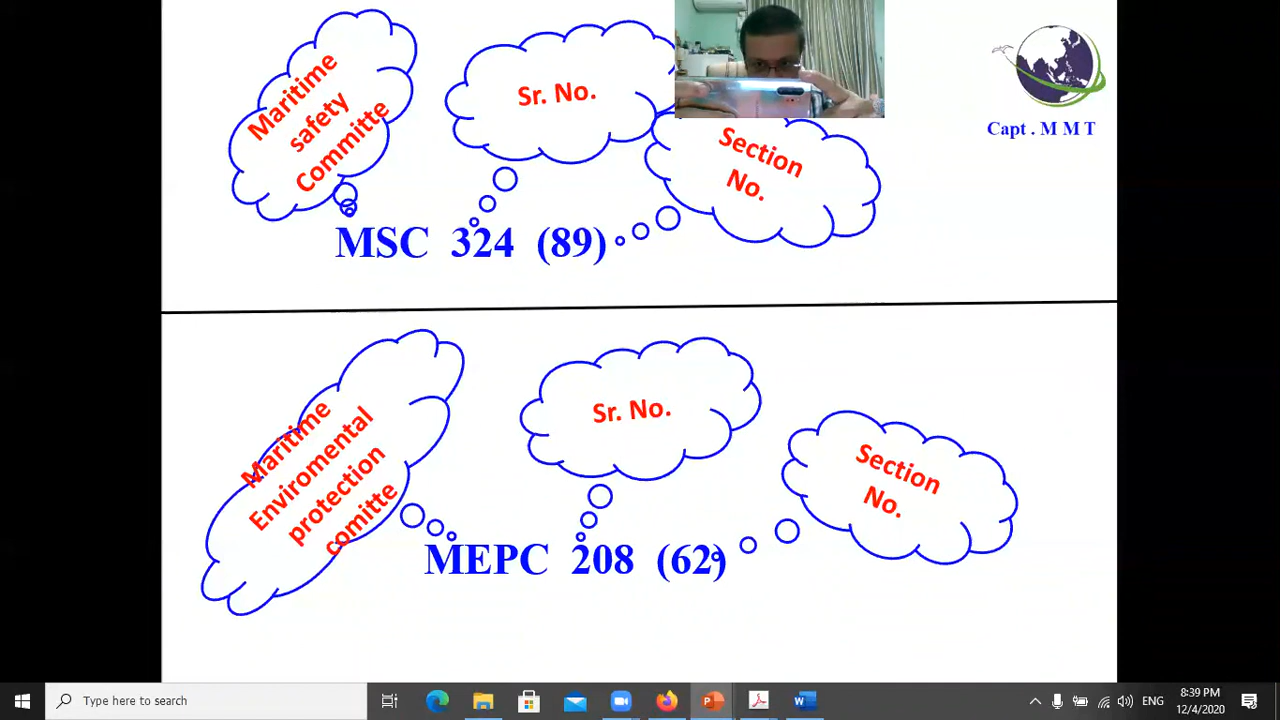 Maritime
safety
Committe
Sr. No.
Section
No.
Capt . M M T
MSC 324 (89)
Maritime
Enviromental
protection
comitte
Sr. No.
Section
No.
MEPC 208 (62)
Type here to search
ENG
8:39 PM
12/4/2020